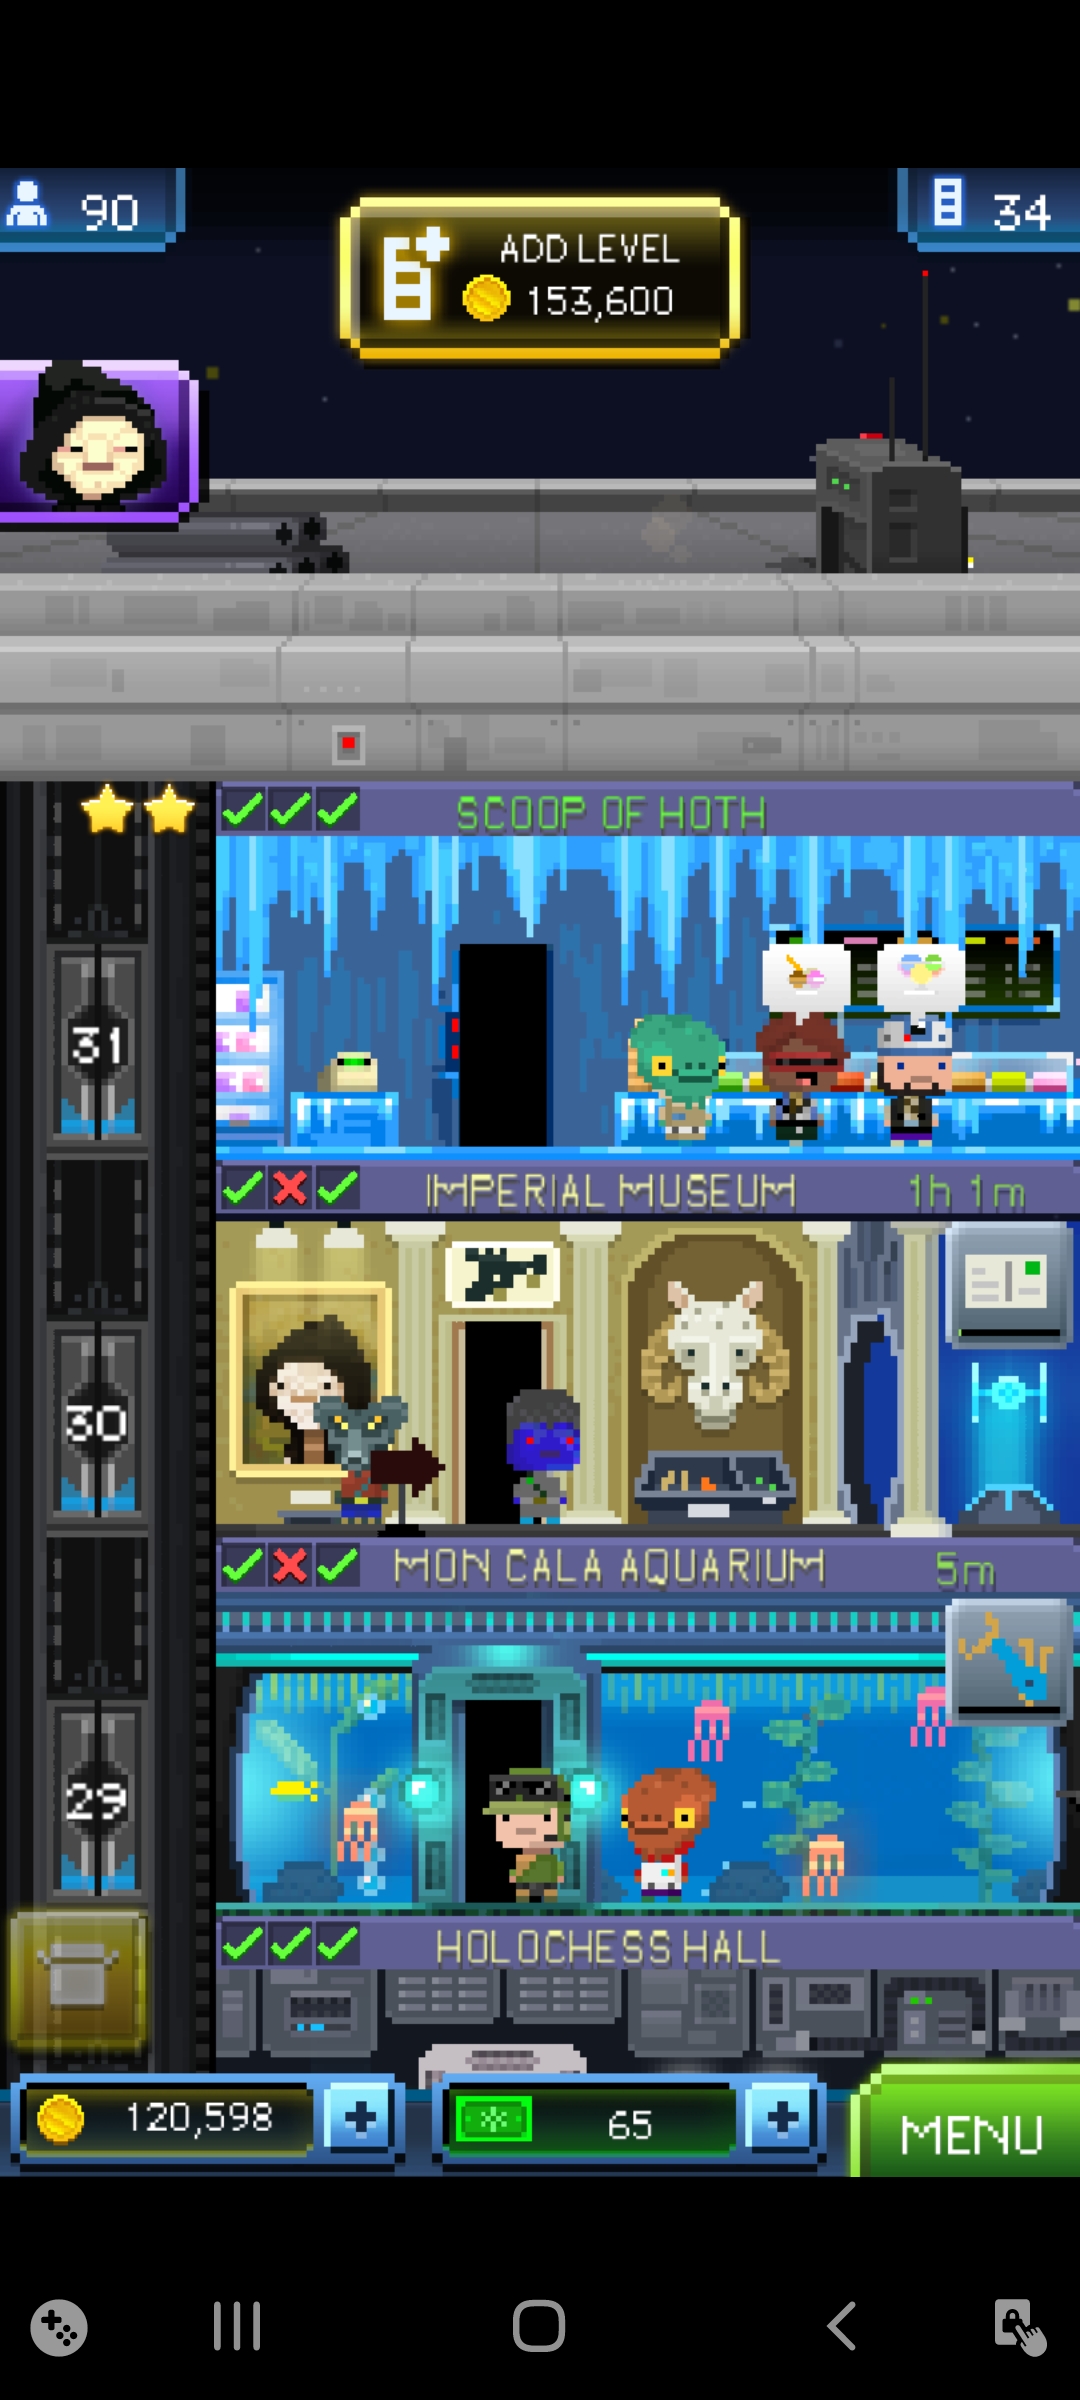 90
ADD LEVEL
153,600
34
SCOOP OF HOTH
31
IMPERIAL MUSEUM 1h 1m
30
MON CALA AQUARIUM 5m
29
HOLOCHESS HALL
120,598
65
MENU